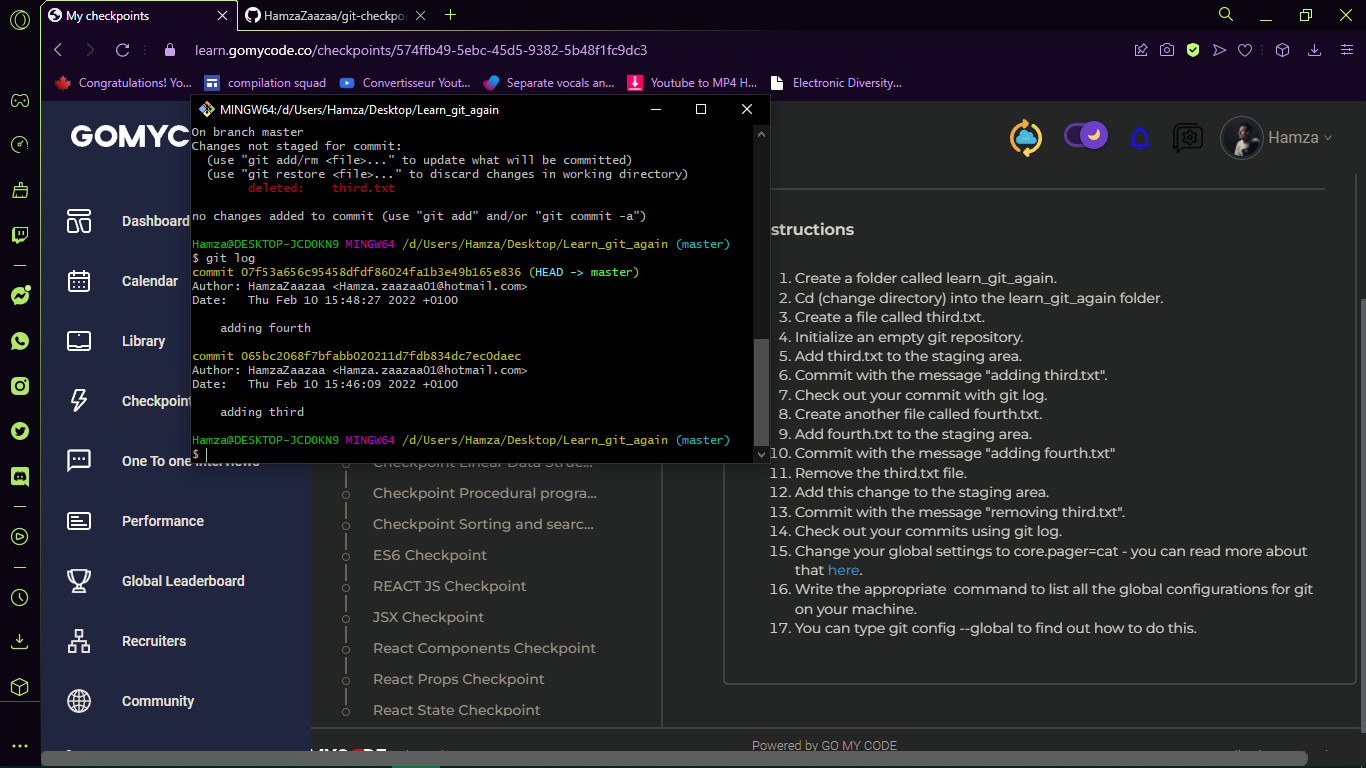 My checkpoints
HamzaZaazaa/git-checkpoi
learn.gomycode.co/checkpoints/574ffb49-5ebc-45d5-9382-5b48f1fc9dc3
Congratulations! Yo...
compilation squad
Convertisseur Yout...
Separate vocals an...
Youtube to MP4 H...
Electronic Diversity...
MINGW64:/d/Users/Hamza/Desktop/Learn_git_again
On branch master
Changes not staged for commit:
(use "git add/rm <file>..." to update what will be committed)
(use "git restore <file>..." to discard changes in working directory)
deleted: third.txt
no changes added to commit (use "git add" and/or "git commit -a")
Hamza@DESKTOP-JCDOKN9 MINGW64 /d/Users/Hamza/Desktop/Learn_git_again (master)
$ git log
commit 07f53a656c95458dfdf86024fa1b3e49b165e836 (HEAD -> master)
Author: HamzaZaazaa <Hamza.zaazaa01@hotmail.com>
Date: Thu Feb 10 15:48:27 2022 +0100
adding fourth
commit 065bc2068f7bfabb020211d7fdb834dc7ec0daec
Author: HamzaZaazaa <Hamza.zaazaa01@hotmail.com>
Date: Thu Feb 10 15:46:09 2022 +0100
adding third
Hamza@DESKTOP-JCDOKN9 MINGW64 /d/Users/Hamza/Desktop/Learn_git_again (master)
$
GOMYC
Hamza
Dashboard
Calendar
Library
Checkpoint
One To one Interviews
Performance
Global Leaderboard
Recruiters
Community
Checkpoint Linear Data Struc...
Checkpoint Procedural progra...
Checkpoint Sorting and searc...
ES6 Checkpoint
REACT JS Checkpoint
JSX Checkpoint
React Components Checkpoint
React Props Checkpoint
React State Checkpoint
structions
1. Create a folder called learn_git_again.
2. Cd (change directory) into the learn_git_again folder.
3. Create a file called third.txt.
4. Initialize an empty git repository.
5. Add third.txt to the staging area.
6. Commit with the message "adding third.txt".
7. Check out your commit with git log.
8. Create another file called fourth.txt.
9. Add fourth.txt to the staging area.
10. Commit with the message "adding fourth.txt"
11. Remove the third.txt file.
12. Add this change to the staging area.
13. Commit with the message "removing third.txt".
14. Check out your commits using git log.
15. Change your global settings to core.pager=cat - you can read more about
that here.
16. Write the appropriate command to list all the global configurations for git
on your machine.
17. You can type git config --global to find out how to do this.
Powered by GO MY CODE